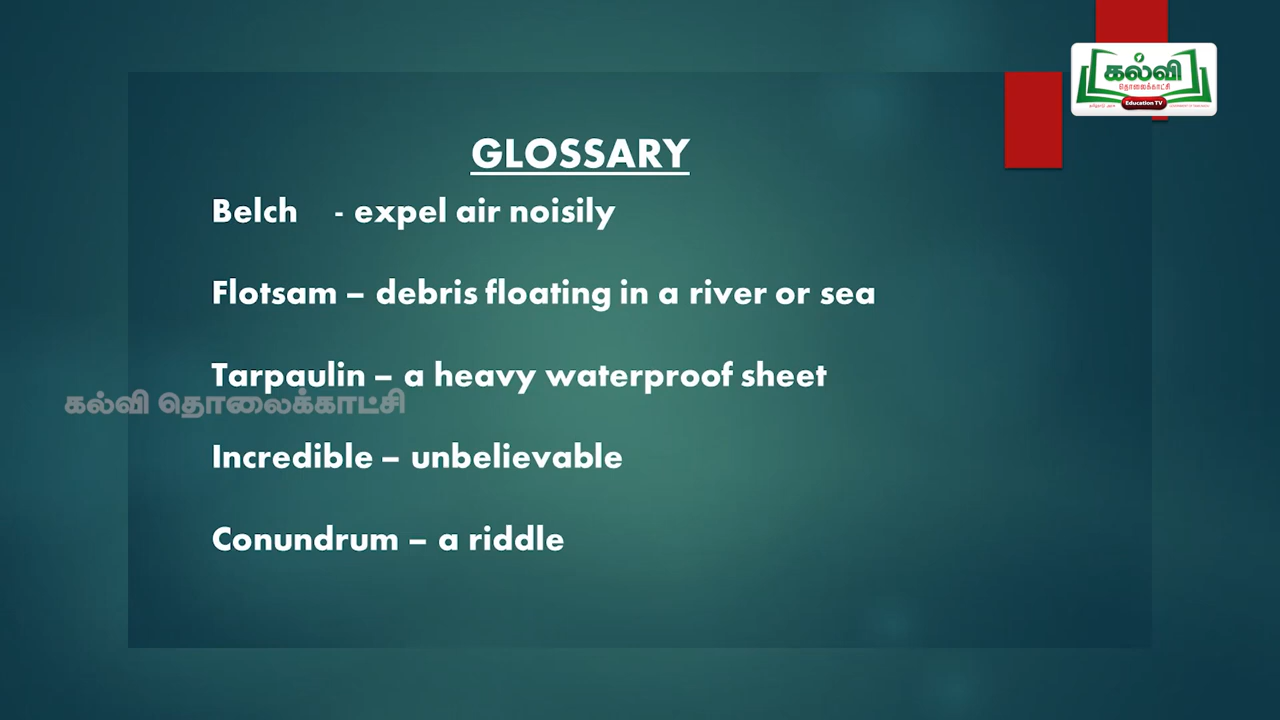 கல்வி
தொலைக்காட்சி
Education TV
GLOSSARY
Belch - expel air noisily
Flotsam – debris floating in a river or sea
Tarpaulin – a heavy waterproof sheet
கல்வி தொலைக்காட்சி
Incredible – unbelievable
Conundrum – a riddle